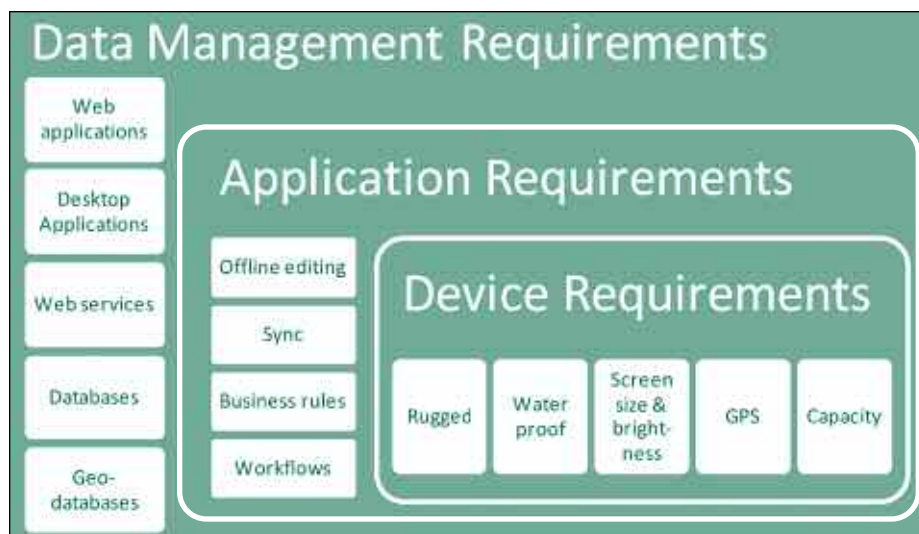 Data Management Requirements
Web
applications
Desktop
Applications
Web services
Databases
Geo-
databases
Application Requirements
Offline editing
Sync
Business rules
Workflows
Device Requirements
Rugged
Water
proof
Screen
size &
bright-
ness
GPS
Capacity